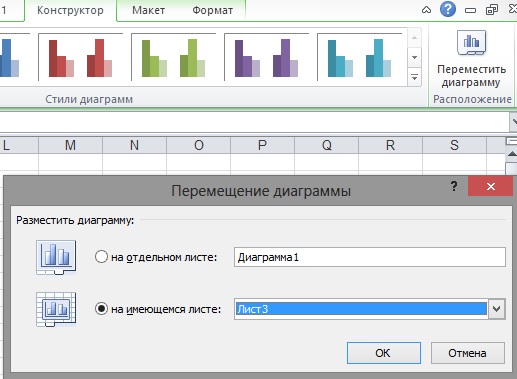 1 Конструктор Макет Формат
Переместить
диаграмму
Стили диаграмм Расположение
L M N O P Q R S
Перемещение диаграммы
Разместить диаграмму:
на отдельном листе: Диаграмма1
на имеющемся листе: Лист3
ОК Отмена